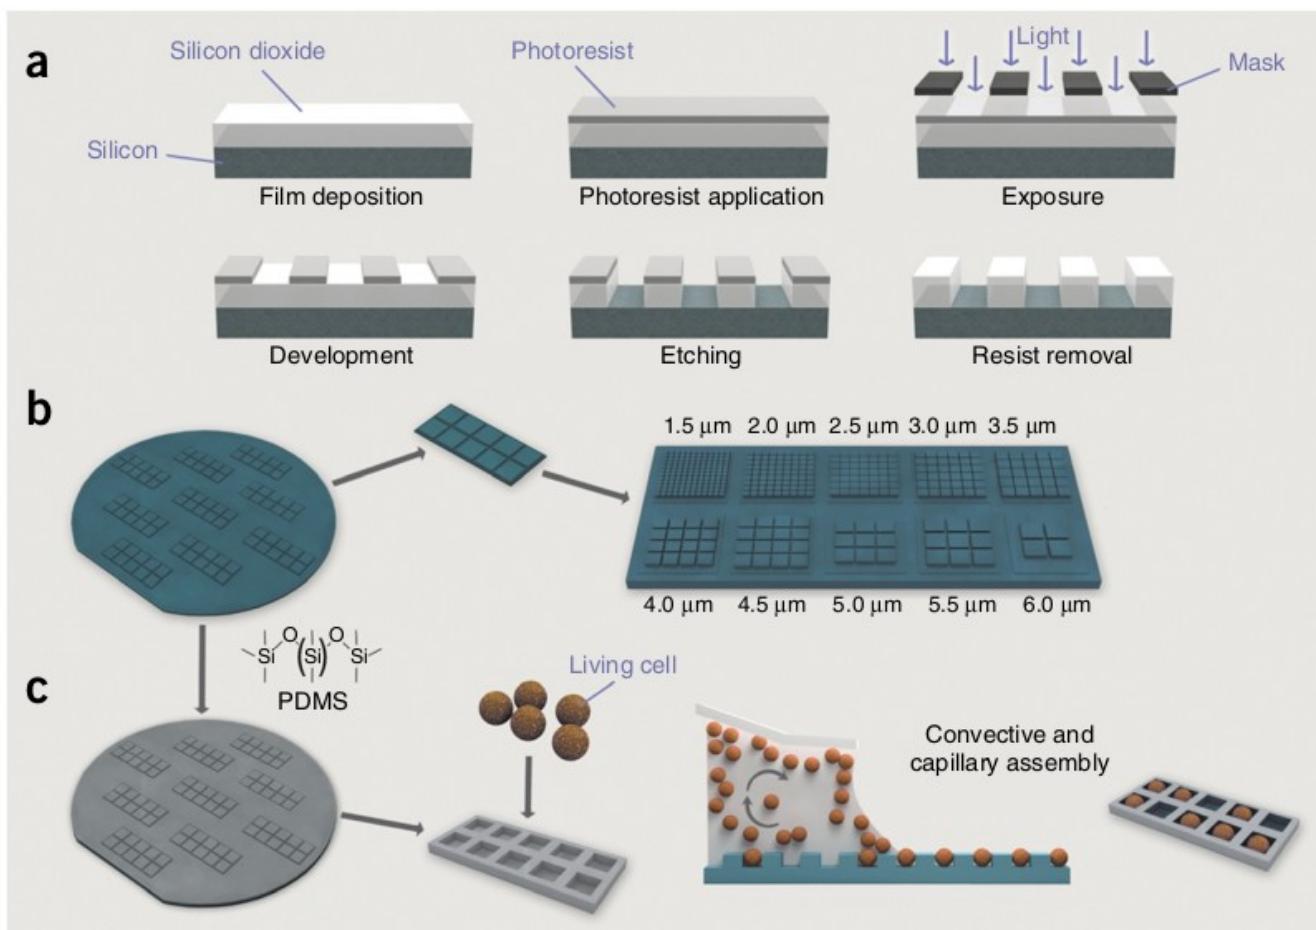 a
Silicon dioxide
Photoresist
Light
Mask
Silicon
Film deposition
Photoresist application
Exposure
Development
Etching
Resist removal
b
1.5 μm 2.0 μm 2.5 μm 3.0 μm 3.5 μm
4.0 μm 4.5 μm 5.0 μm 5.5 μm 6.0 μm
O O
Si (Si) Si
PDMS
c
Living cell
Convective and
capillary assembly